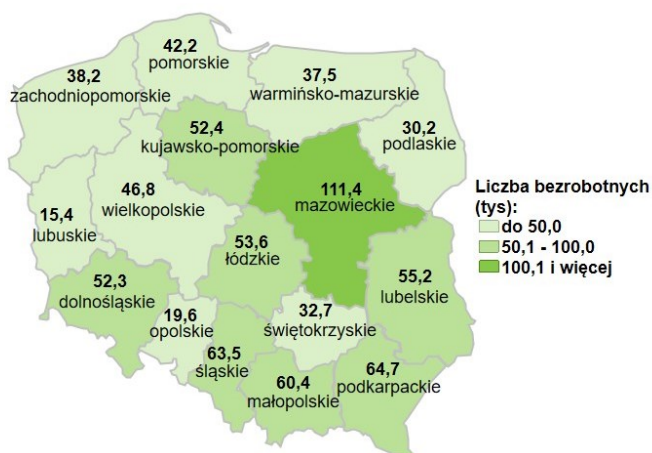 42,2
pomorskie
38,2
zachodniopomorskie
37,5
warmińsko-mazurskie
52,4
kujawsko-pomorskie
30,2
podlaskie
46,8
wielkopolskie
111,4
mazowieckie
15,4
lubuskie
53,6
łódzkie
52,3
dolnośląskie
55,2
lubelskie
19,6
opolskie
32,7
świętokrzyskie
63,5
śląskie
60,4
małopolskie
64,7
podkarpackie
Liczba bezrobotnych
(tys):
do 50,0
50,1 - 100,0
100,1 i więcej